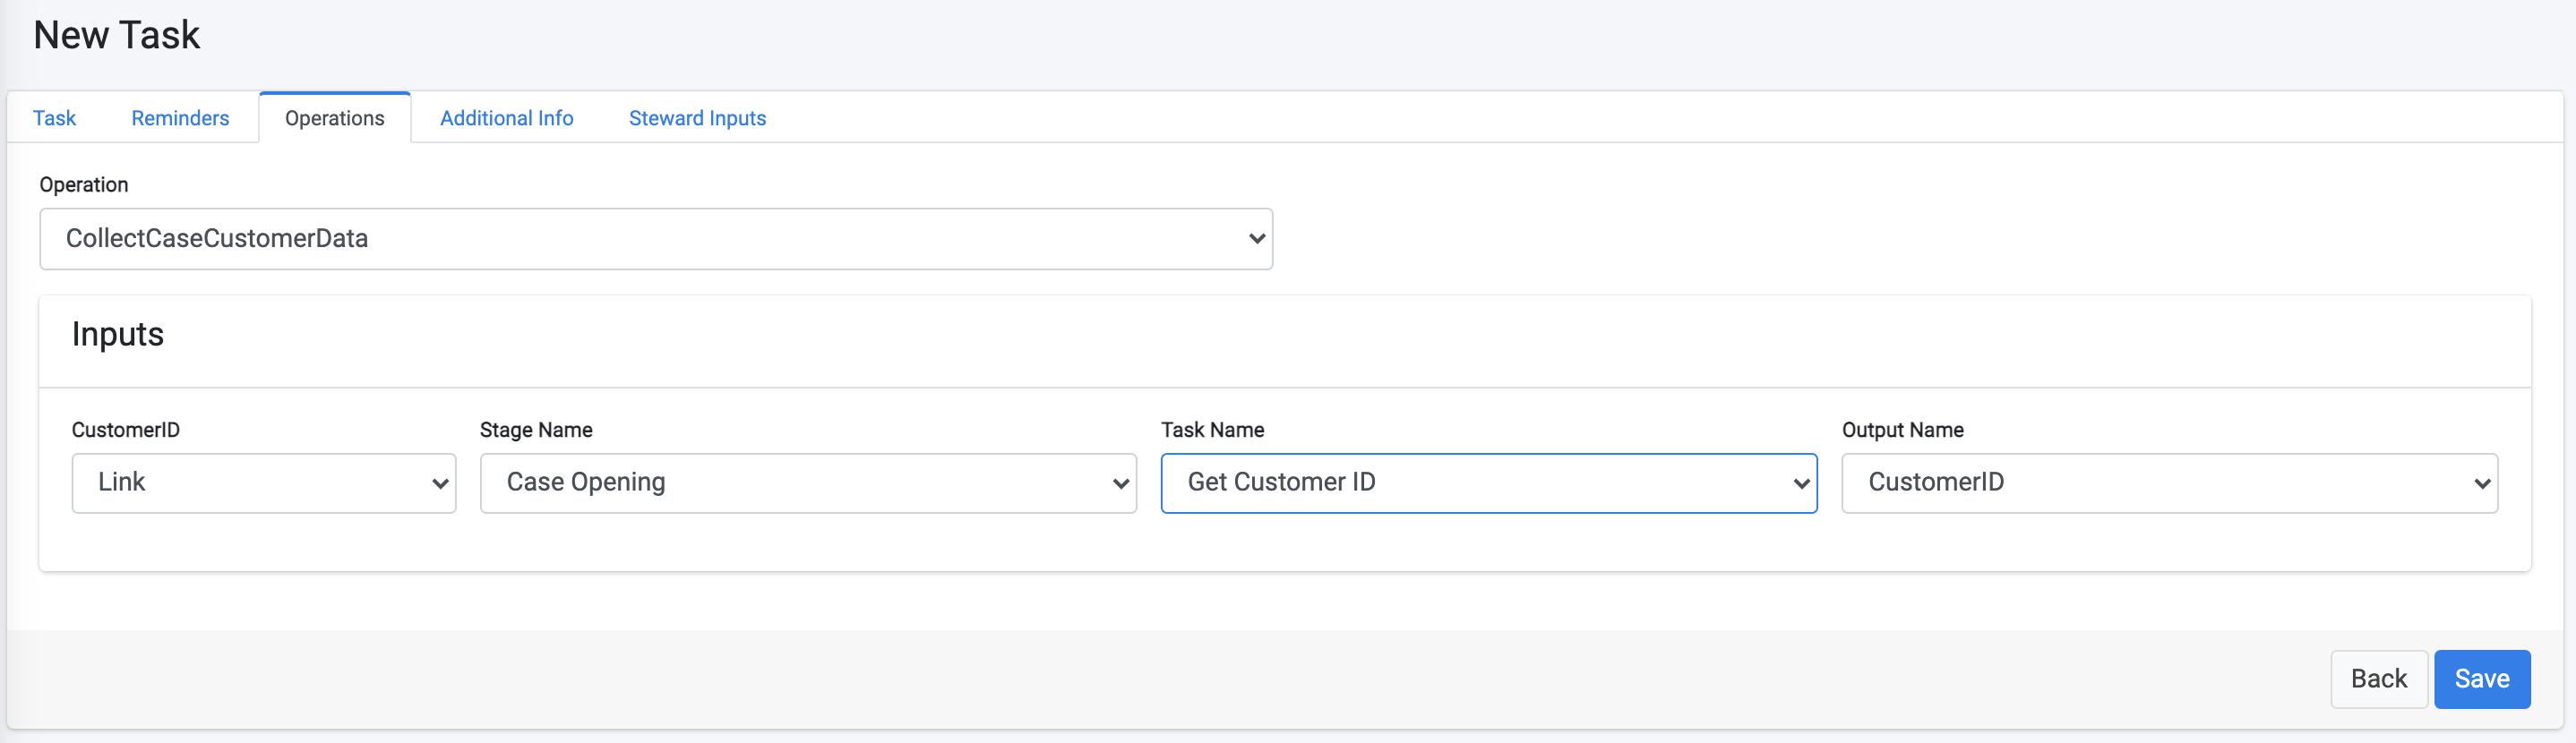 New Task
Task Reminders Operations Additional Info Steward Inputs
Operation
CollectCaseCustomerData
Inputs
CustomerID Stage Name Task Name Output Name
Link Case Opening Get Customer ID CustomerID
Back Save